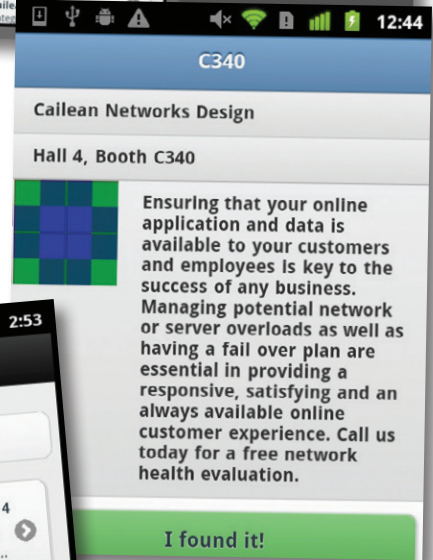 12:44
C340
Cailean Networks Design
Hall 4, Booth C340
Ensuring that your online
application and data is
available to your customers
and employees is key to the
success of any business.
Managing potential network
or server overloads as well as
having a fail over plan are
essential in providing a
responsive, satisfying and an
always available online
customer experience. Call us
today for a free network
health evaluation.
I found it!
2:53
4
..